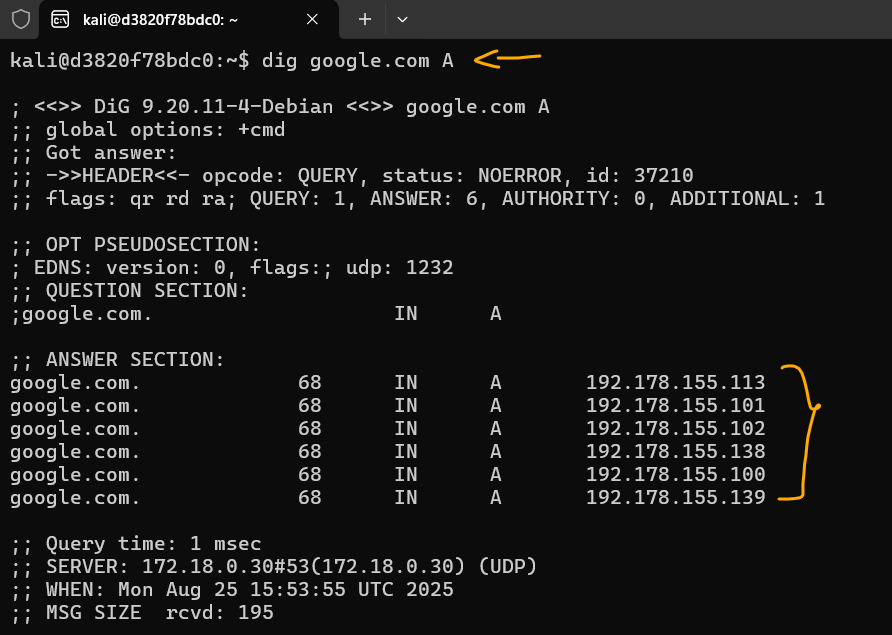 kali@d3820f78bdc0: ~
kali@d3820f78bdc0:~$ dig google.com A
; <<>> DiG 9.20.11-4-Debian <<>> google.com A
;; global options: +cmd
;; Got answer:
;; ->>HEADER<<- opcode: QUERY, status: NOERROR, id: 37210
;; flags: qr rd ra; QUERY: 1, ANSWER: 6, AUTHORITY: 0, ADDITIONAL: 1
;; OPT PSEUDOSECTION:
; EDNS: version: 0, flags:; udp: 1232
;; QUESTION SECTION:
;google.com. IN A
;; ANSWER SECTION:
google.com. 68 IN A 192.178.155.113
google.com. 68 IN A 192.178.155.101
google.com. 68 IN A 192.178.155.102
google.com. 68 IN A 192.178.155.138
google.com. 68 IN A 192.178.155.100
google.com. 68 IN A 192.178.155.139
;; Query time: 1 msec
;; SERVER: 172.18.0.30#53(172.18.0.30) (UDP)
;; WHEN: Mon Aug 25 15:53:55 UTC 2025
;; MSG SIZE  rcvd: 195